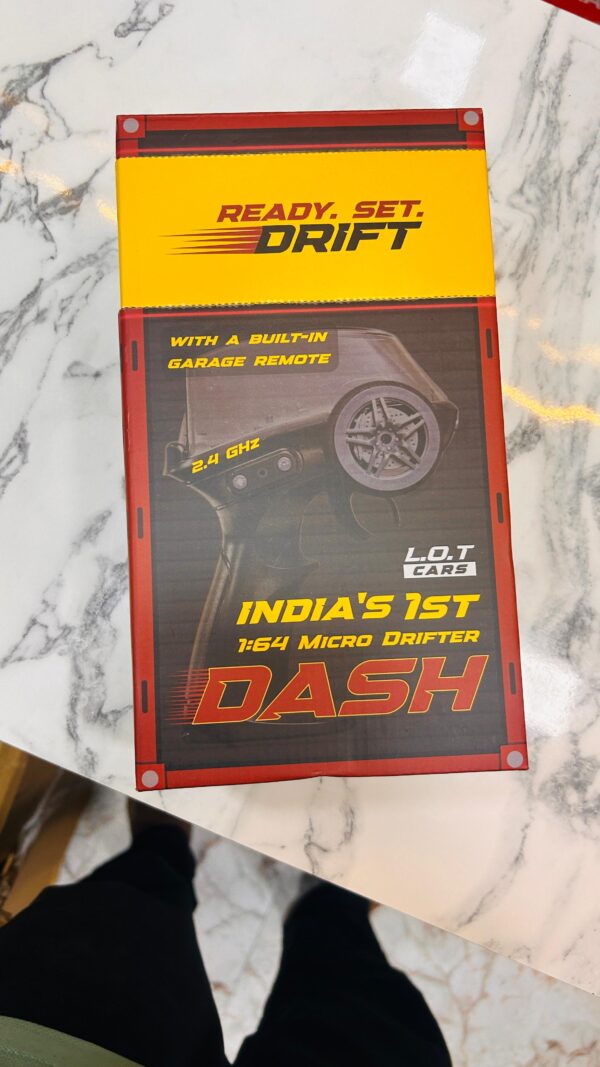 READY. SET.
DRIFT
WITH A BUILT-IN
GARAGE REMOTE
2.4 GHz
L.O.T
CARS
INDIA'S 1ST
1:64 MICRO DRIFTER
DASH